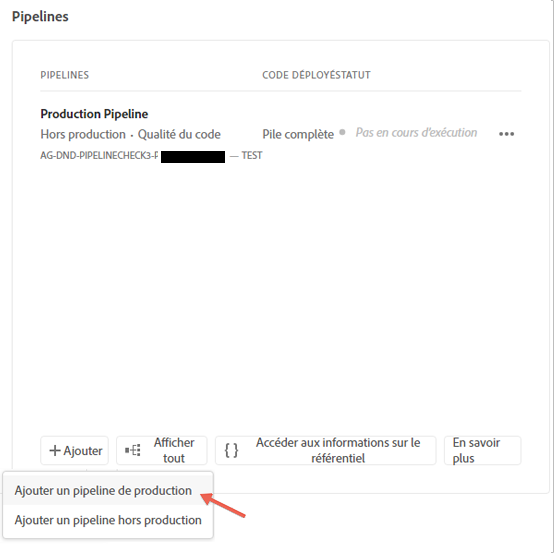 Pipelines
PIPELINES CODE DÉPLOYÉSTATUT
Production Pipeline
Hors production · Qualité du code Pile complète Pas en cours d'exécution
AG-DND-PIPELINECHECK3-P — TEST
Ajouter
Afficher
tout
Accéder aux informations sur le
référentiel
En savoir
plus
Ajouter un pipeline de production
Ajouter un pipeline hors production